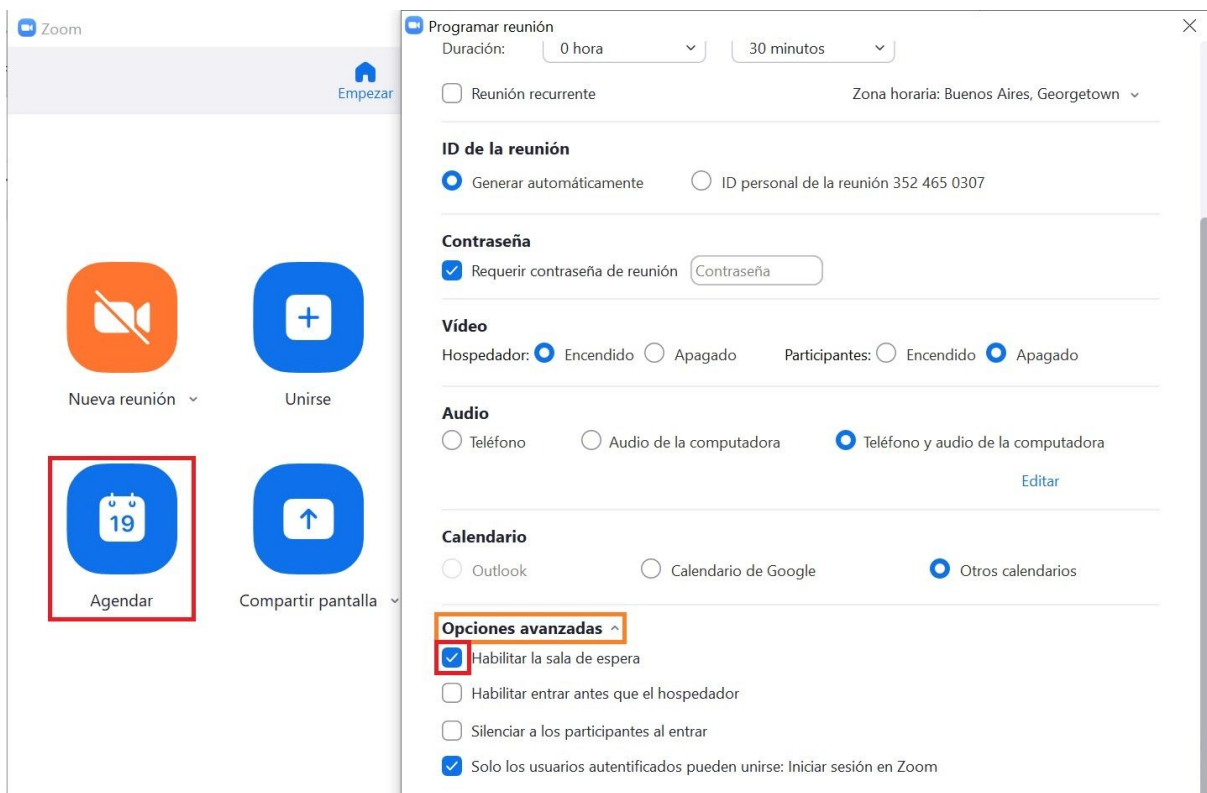 Zoom
Empezar
Nueva reunión
Unirse
19
Agendar
Compartir pantalla
Programar reunión
Duración: 0 hora 30 minutos
Reunión recurrente Zona horaria: Buenos Aires, Georgetown
ID de la reunión
Generar automáticamente ID personal de la reunión 352 465 0307
Contraseña
Requerir contraseña de reunión Contraseña
Vídeo
Hospedador: Encendido Apagado Participantes: Encendido Apagado
Audio
Teléfono Audio de la computadora Teléfono y audio de la computadora
Editar
Calendario
Outlook Calendario de Google Otros calendarios
Opciones avanzadas
Habilitar la sala de espera
Habilitar entrar antes que el hospedador
Silenciar a los participantes al entrar
Solo los usuarios autentificados pueden unirse: Iniciar sesión en Zoom